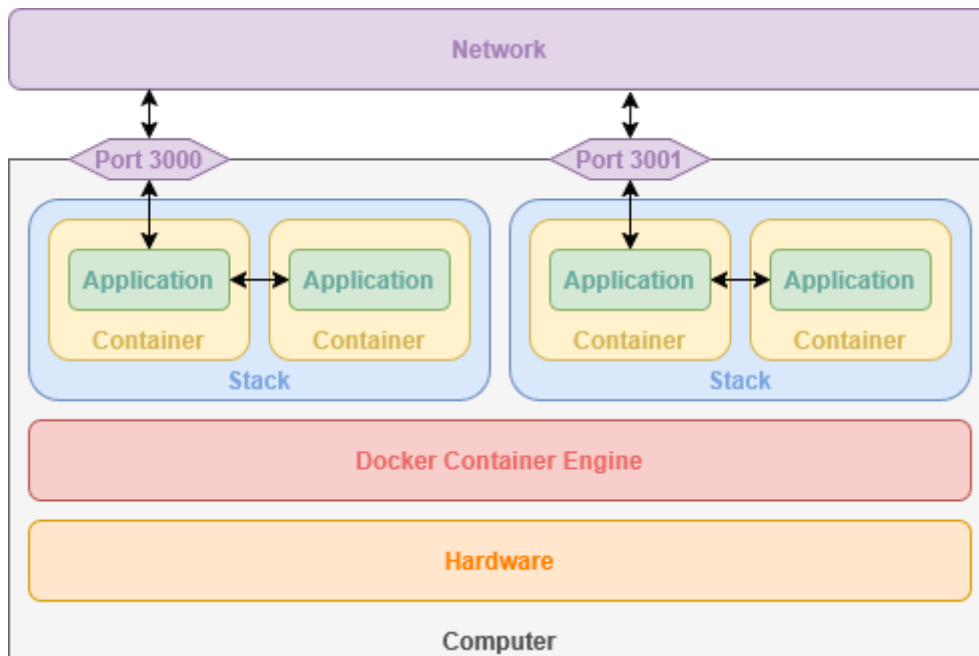 Network
Port 3000
Port 3001
Application
Application
Container
Container
Stack
Application
Application
Container
Container
Stack
Docker Container Engine
Hardware
Computer